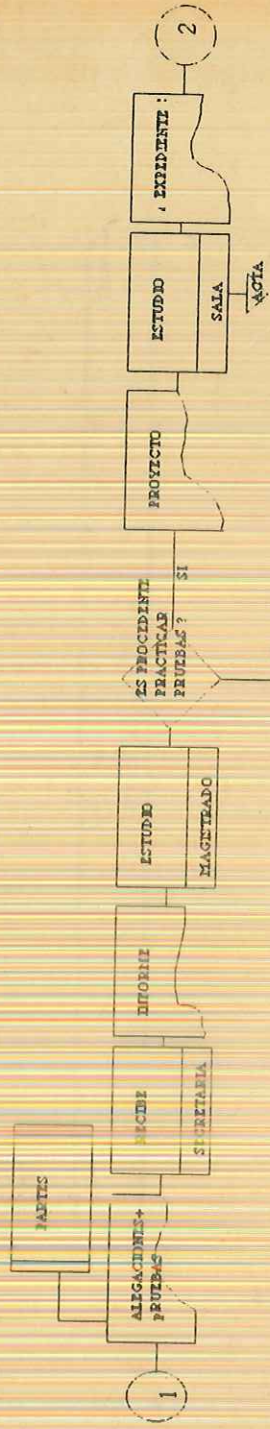 1
PARTES
ALEGACIONES+
PRUEBAS
RECIBE
SECRETARIA
INFORME
ESTUDIO
MAGISTRADO
ES PROCEDENTE
PRACTICAR
PRUEBAS ?
SI
PROYECTO
ESTUDIO
SALA
ACTA
EXPEDIENTE :
2